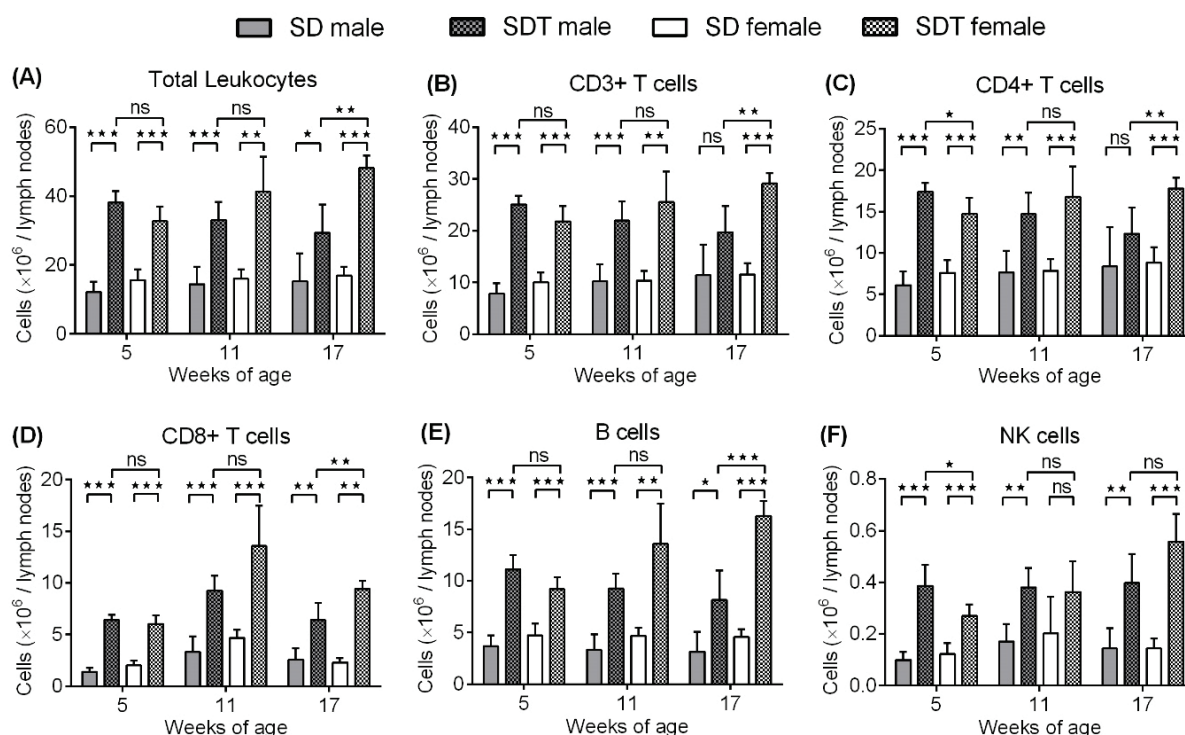 SD male SDT male SD female SDT female
(A) Total Leukocytes
ns ns ★★
★★★ ★★★ ★★★ ★★ ★ ★★★
Cells (×10⁶ / lymph nodes)
60
40
20
0
5 11 17
Weeks of age
(B) CD3+ T cells
ns ns ★★
★★★ ★★★ ★★★ ★★ ns ★★★
Cells (×10⁶ / lymph nodes)
40
30
20
10
0
5 11 17
Weeks of age
(C) CD4+ T cells
★ ns ★★
★★★ ★★★ ★★ ★★★ ns ★★★
Cells (×10⁶ / lymph nodes)
25
20
15
10
5
0
5 11 17
Weeks of age
(D) CD8+ T cells
ns ns ★★
★★★ ★★★ ★★★ ★★★ ★★ ★★
Cells (×10⁶ / lymph nodes)
20
15
10
5
0
5 11 17
Weeks of age
(E) B cells
ns ns ★★★
★★★ ★★★ ★★★ ★★ ★ ★★★
Cells (×10⁶ / lymph nodes)
20
15
10
5
0
5 11 17
Weeks of age
(F) NK cells
★ ns ns
★★★ ★★★ ★★ ns ★★ ★★★
Cells (×10⁶ / lymph nodes)
0.8
0.6
0.4
0.2
0.0
5 11 17
Weeks of age